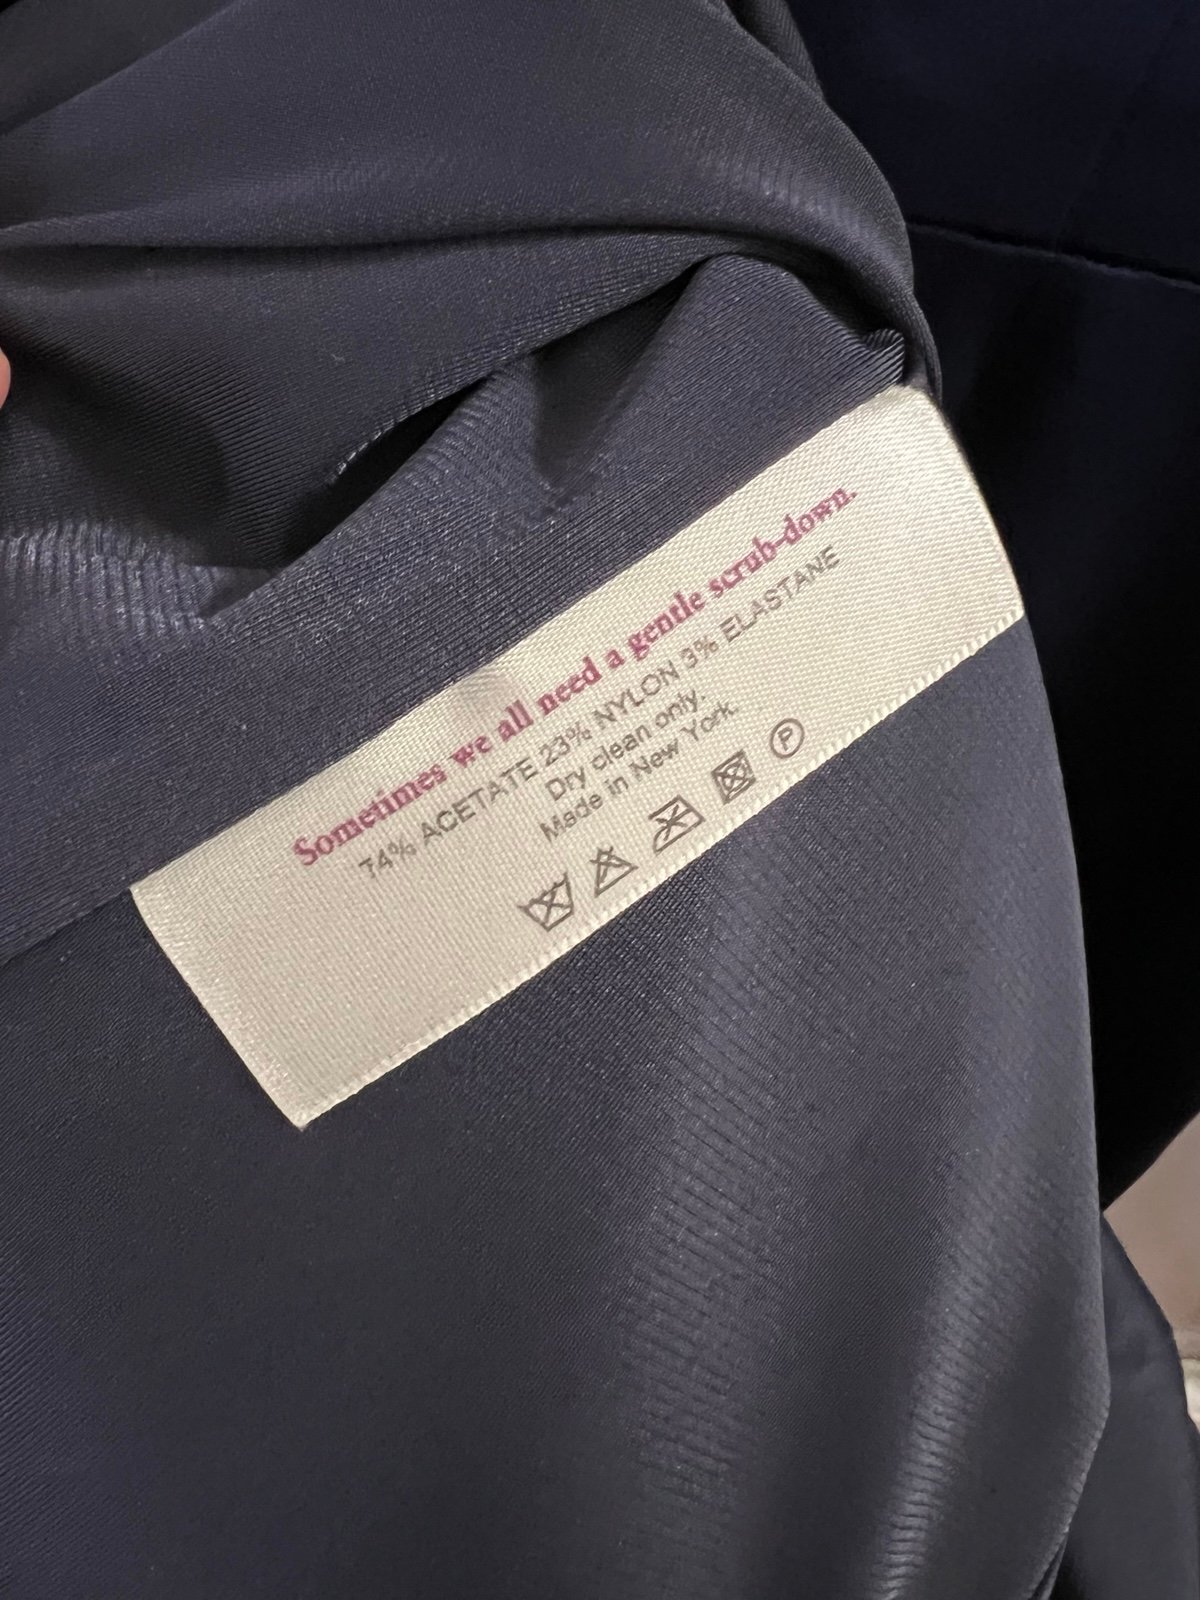 Sometimes we all need a gentle scrub-down.
74% ACETATE 23% NYLON 3% ELASTANE
Dry clean only.
Made in New York.
P